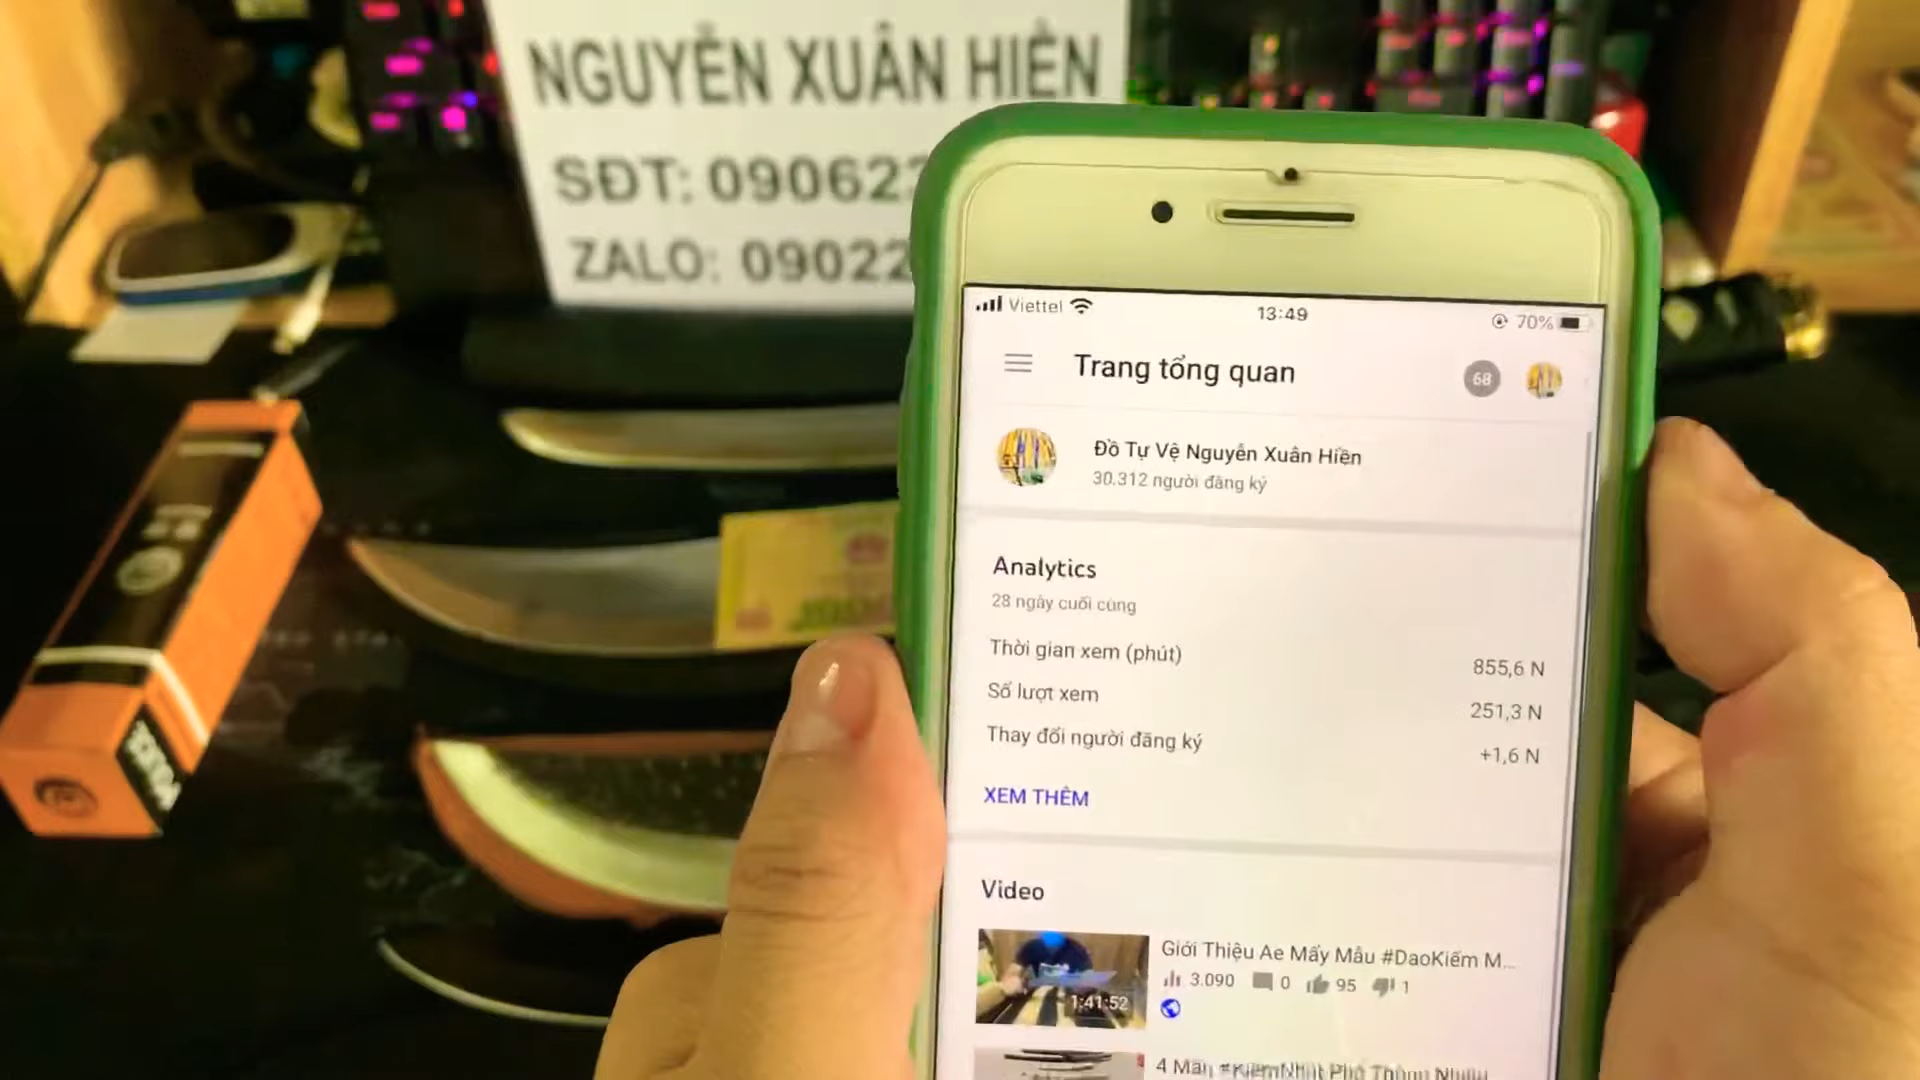 NGUYỄN XUÂN HIỀN
SĐT: 09062
ZALO: 09022
Viettel
13:49
70%
Trang tổng quan
68
Đồ Tự Vệ Nguyễn Xuân Hiền
30.312 người đăng ký
Analytics
28 ngày cuối cùng
Thời gian xem (phút)
855,6 N
Số lượt xem
251,3 N
Thay đổi người đăng ký
+1,6 N
XEM THÊM
Video
Giới Thiệu Ae Mấy Mẫu #DaoKiếm M...
3.090 0 95 1
1:41:52
POLICE